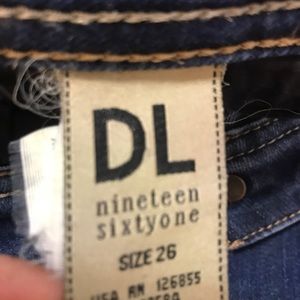 DL
nineteen
sixtyone
SIZE 26
USA RN 126855